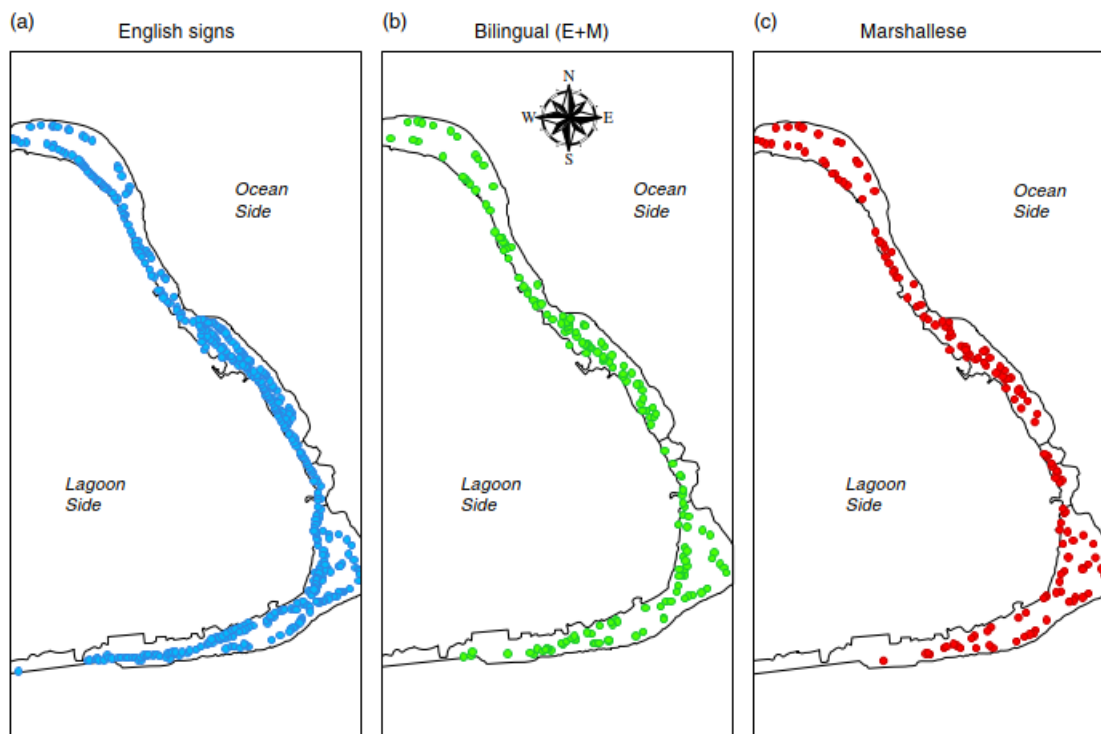 (a) English signs
(b) Bilingual (E+M)
(c) Marshallese
N
W E
S
Ocean
Side
Lagoon
Side
Ocean
Side
Lagoon
Side
Ocean
Side
Lagoon
Side